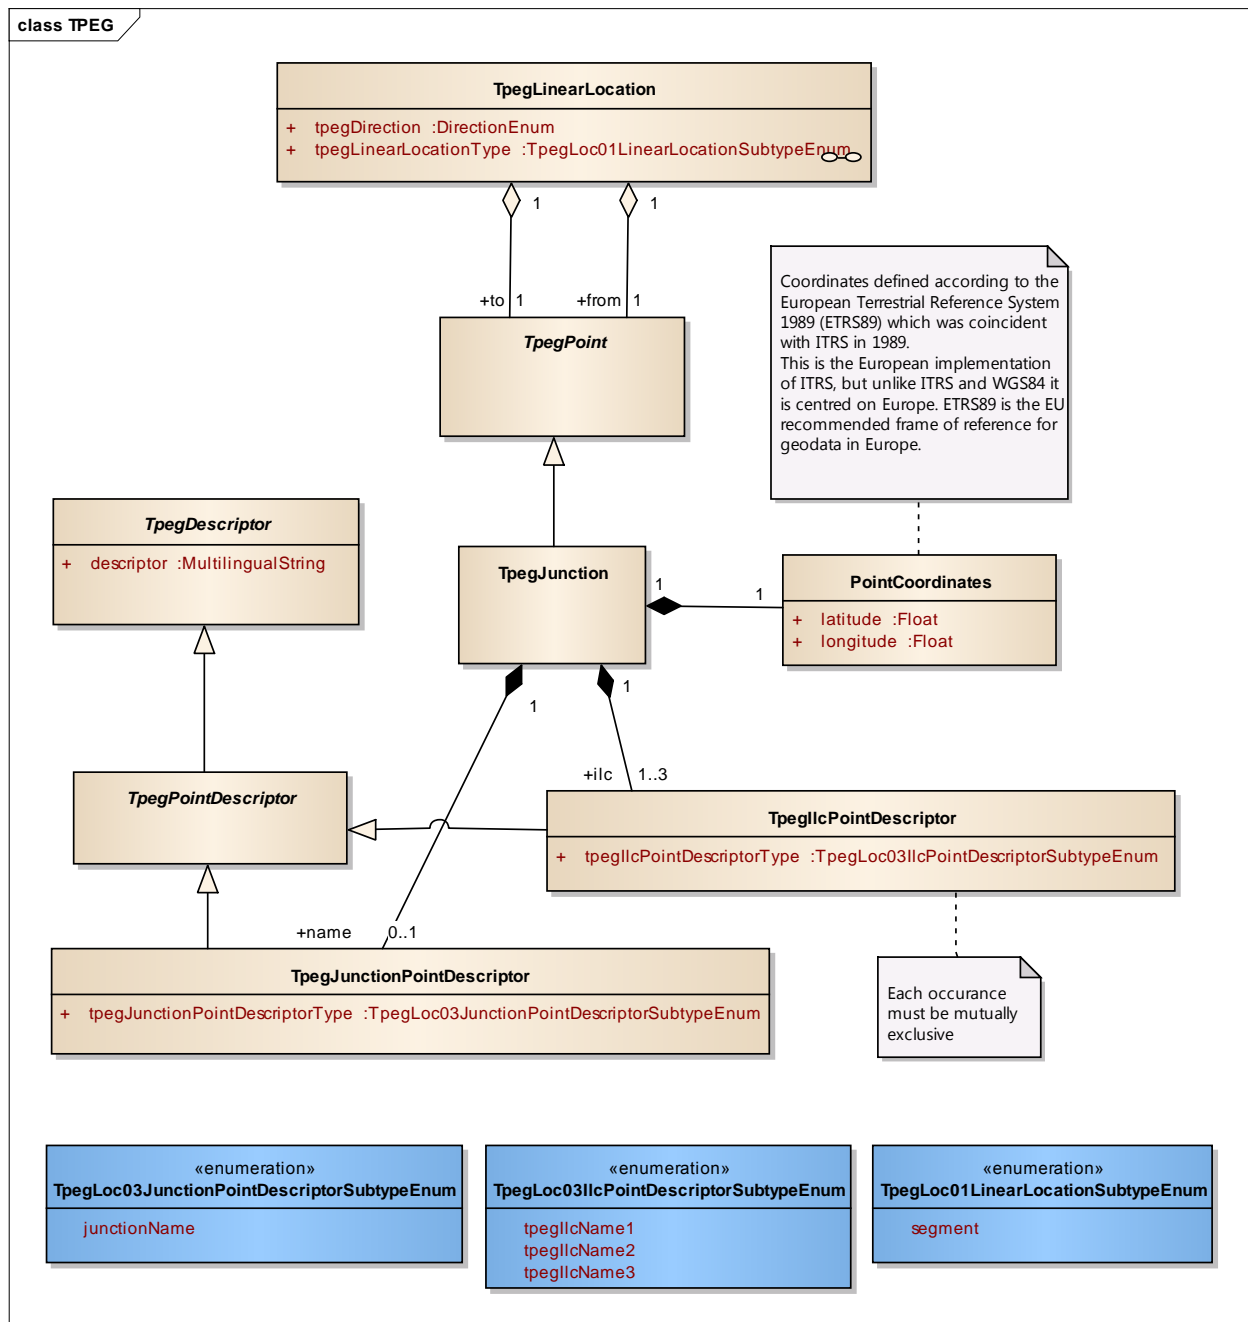 class TPEG
TpegLinearLocation
+ tpegDirection :DirectionEnum
+ tpegLinearLocationType :TpegLoc01LinearLocationSubtypeEnum
1
1
+to 1
+from 1
TpegPoint
Coordinates defined according to the
European Terrestrial Reference System
1989 (ETRS89) which was coincident
with ITRS in 1989.
This is the European implementation
of ITRS, but unlike ITRS and WGS84 it
is centred on Europe. ETRS89 is the EU
recommended frame of reference for
geodata in Europe.
TpegDescriptor
+ descriptor :MultilingualString
TpegJunction
1
1
PointCoordinates
+ latitude :Float
+ longitude :Float
1
1
+ilc 1..3
TpegPointDescriptor
TpegIlcPointDescriptor
+ tpegIlcPointDescriptorType :TpegLoc03IlcPointDescriptorSubtypeEnum
+name 0..1
TpegJunctionPointDescriptor
+ tpegJunctionPointDescriptorType :TpegLoc03JunctionPointDescriptorSubtypeEnum
Each occurance
must be mutually
exclusive
«enumeration»
TpegLoc03JunctionPointDescriptorSubtypeEnum
junctionName
«enumeration»
TpegLoc03IlcPointDescriptorSubtypeEnum
tpegIlcName1
tpegIlcName2
tpegIlcName3
«enumeration»
TpegLoc01LinearLocationSubtypeEnum
segment